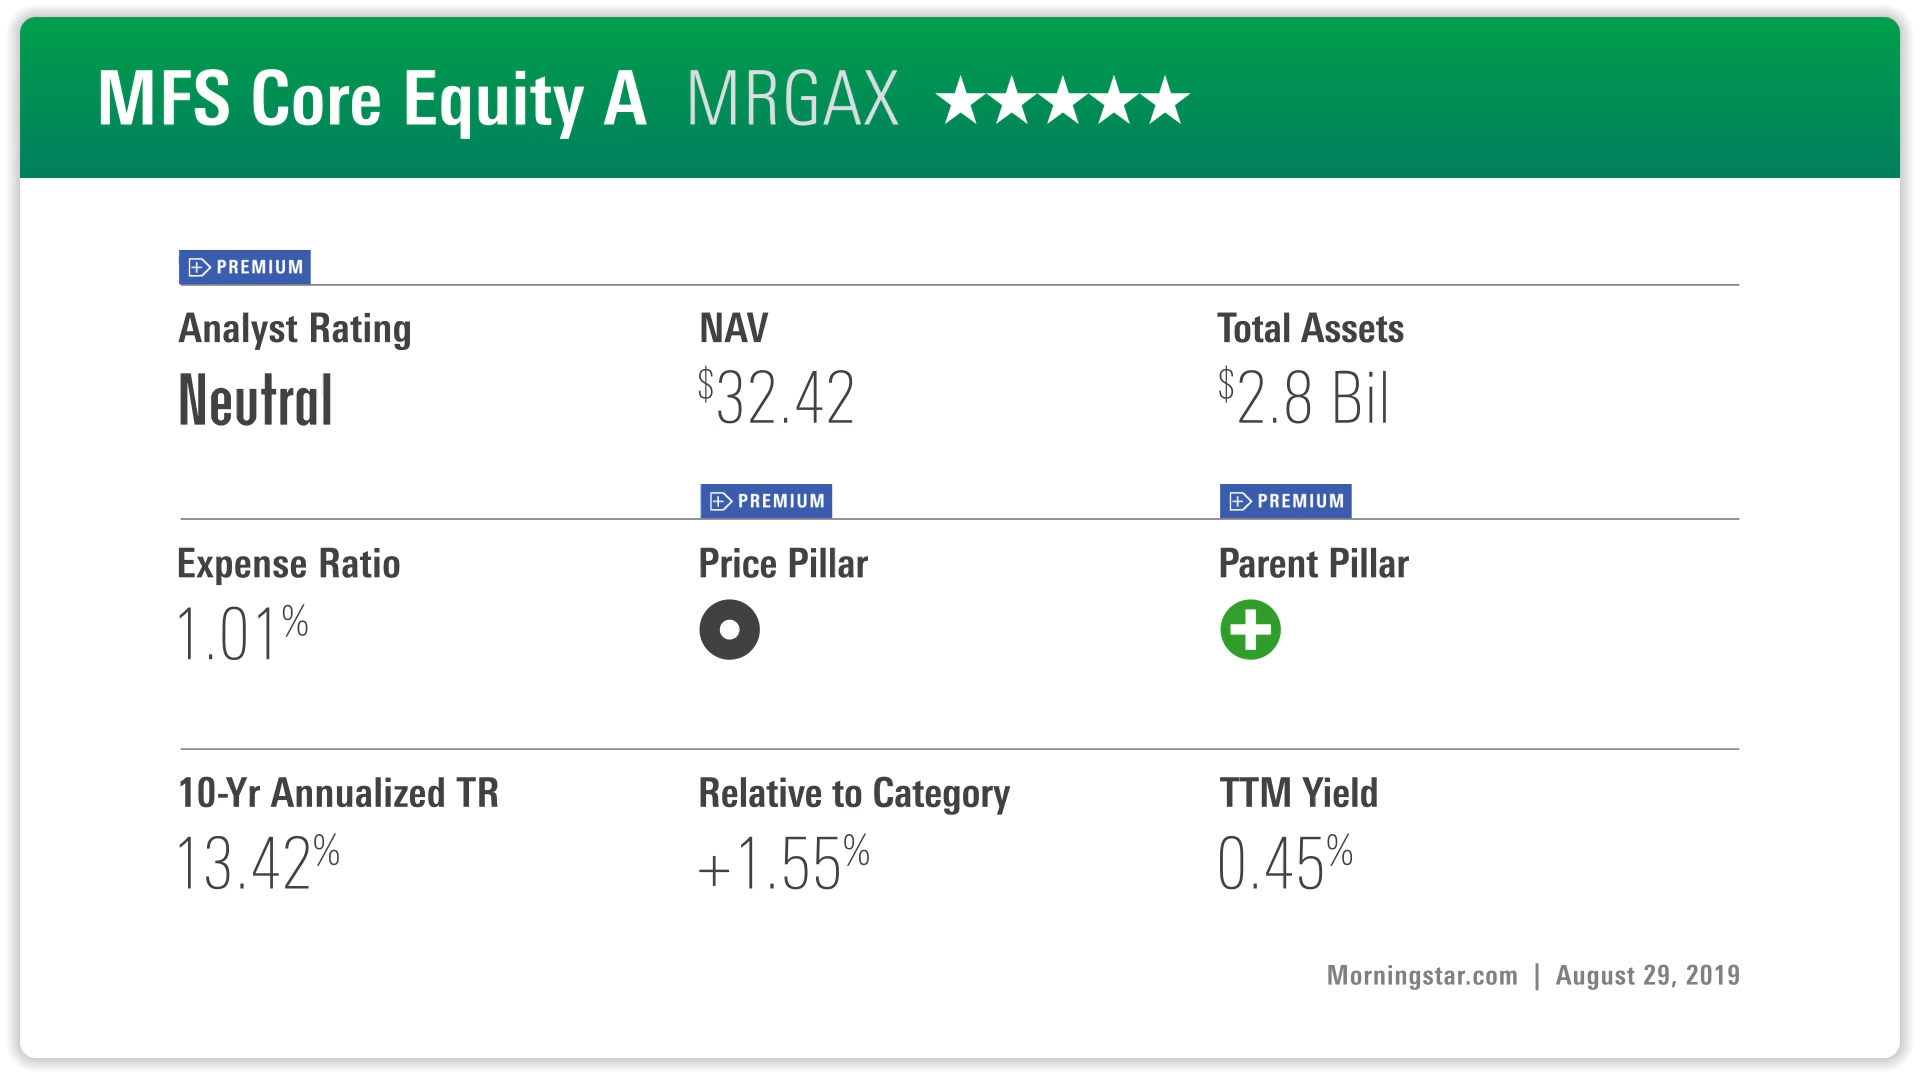 MFS Core Equity A MRGAX ★★★★★
PREMIUM
Analyst Rating NAV Total Assets
Neutral $32.42 $2.8 Bil
PREMIUM PREMIUM
Expense Ratio Price Pillar Parent Pillar
1.01%
10-Yr Annualized TR Relative to Category TTM Yield
13.42% +1.55% 0.45%
Morningstar.com | August 29, 2019